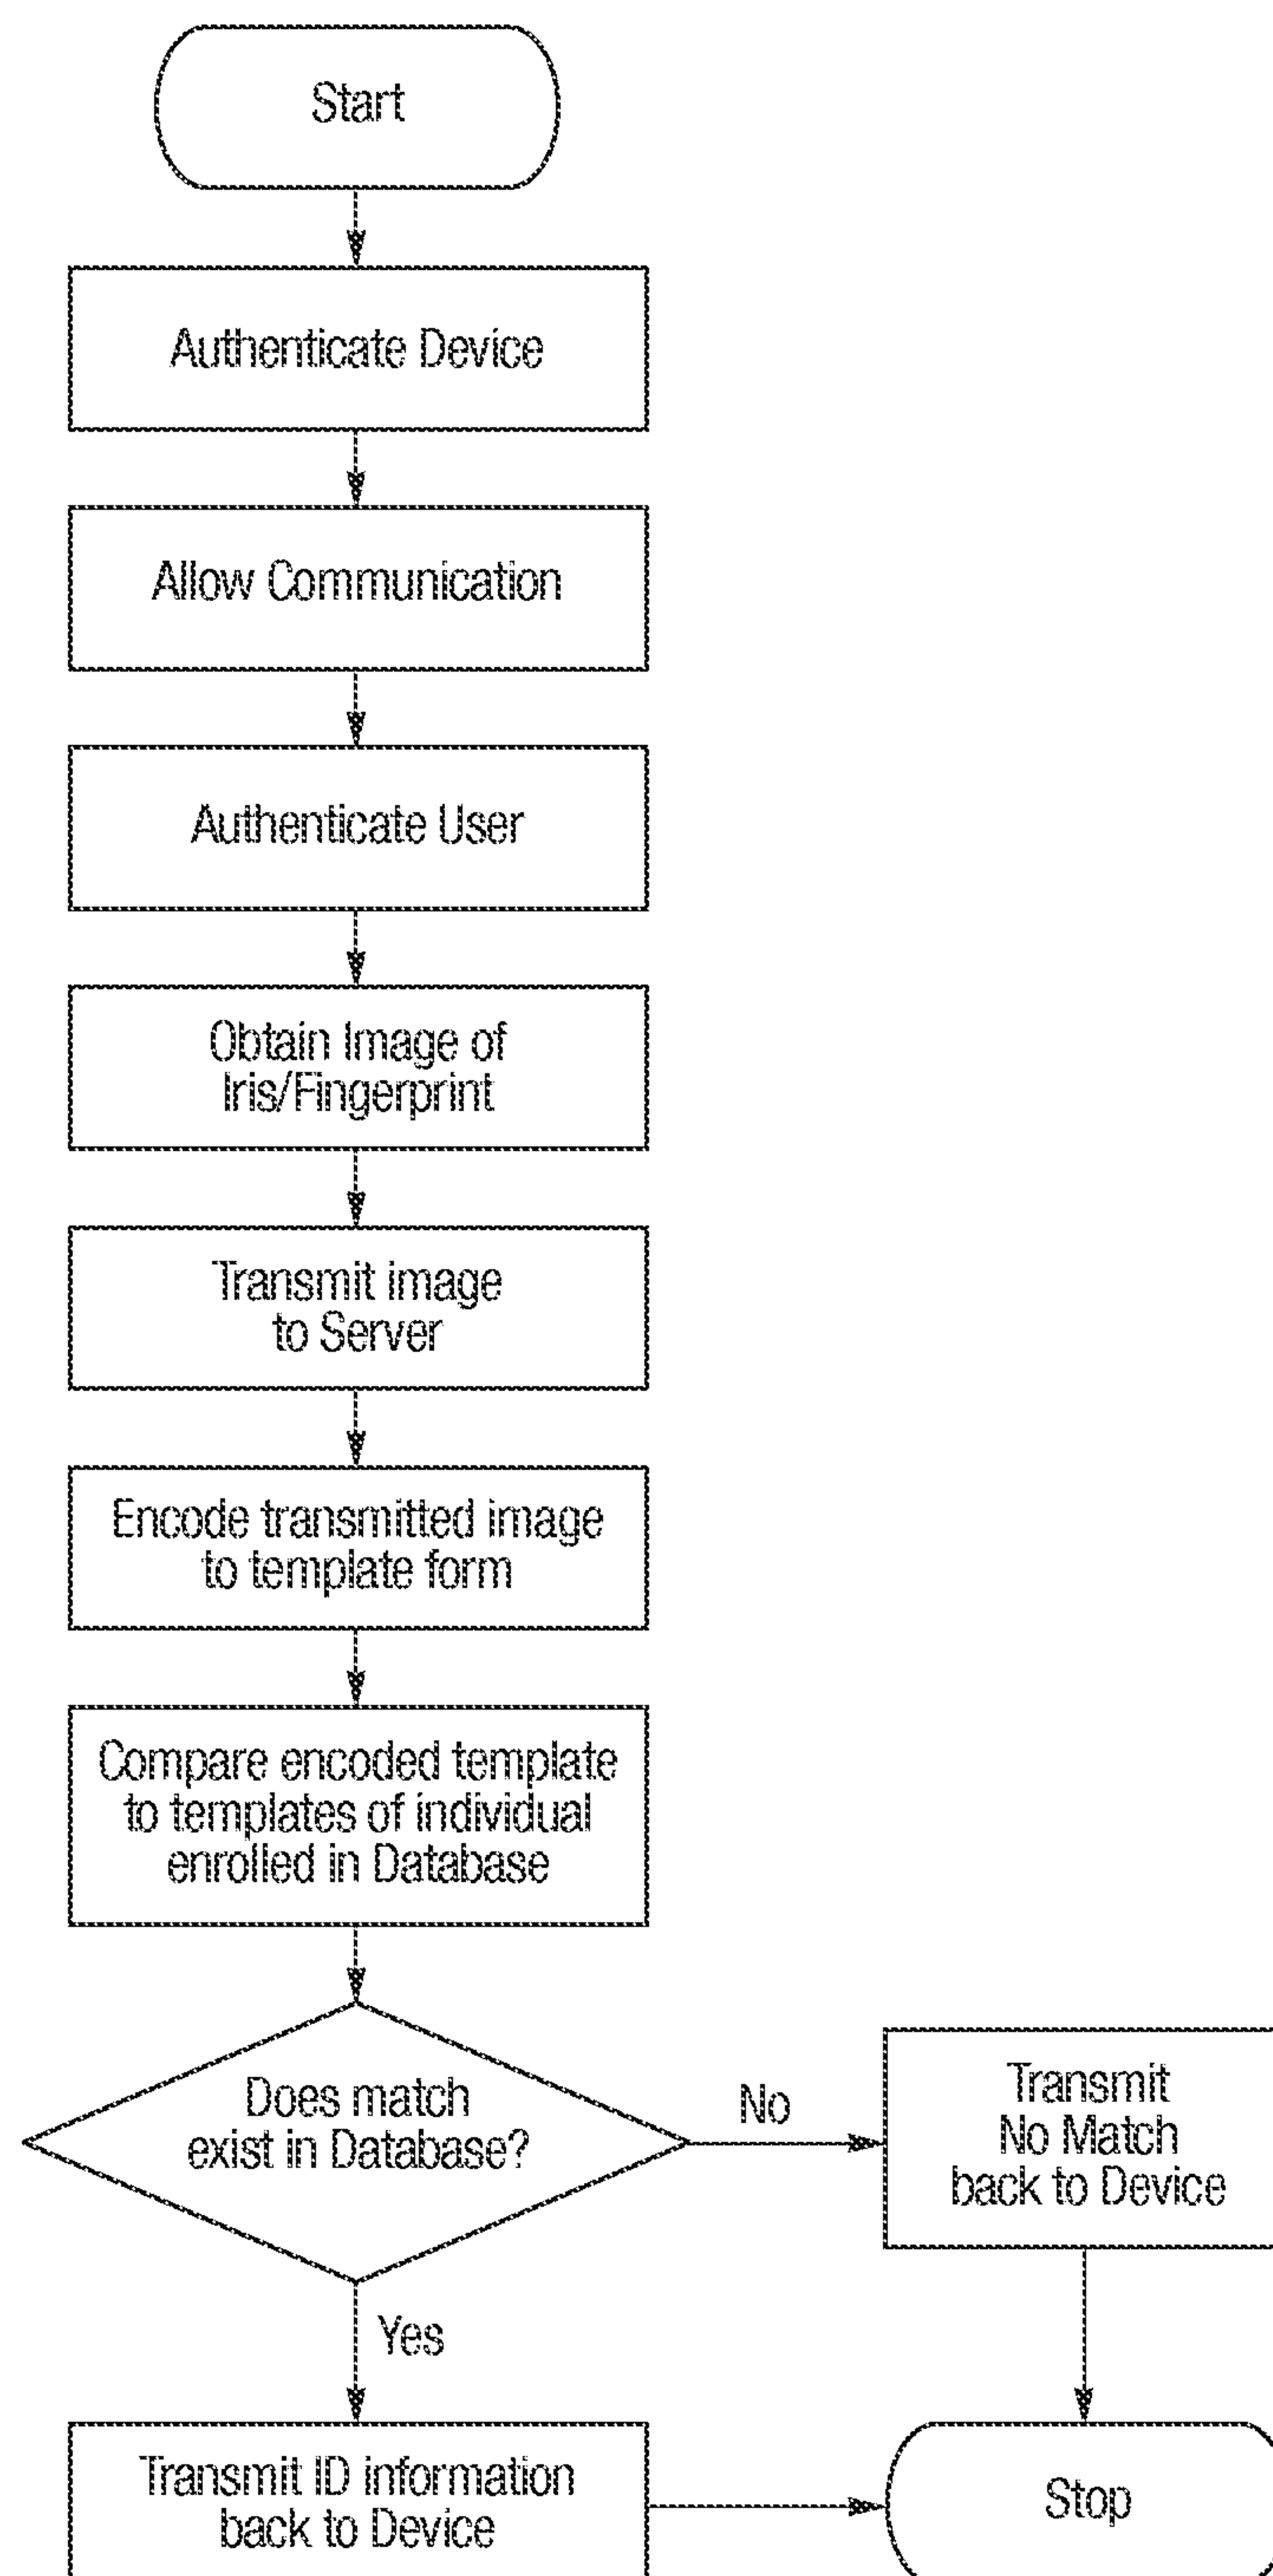 Start
Authenticate Device
Allow Communication
Authenticate User
Obtain Image of
Iris/Fingerprint
Transmit image
to Server
Encode transmitted image
to template form
Compare encoded template
to templates of individual
enrolled in Database
Does match
exist in Database?
No
Transmit
No Match
back to Device
Yes
Transmit ID information
back to Device
Stop